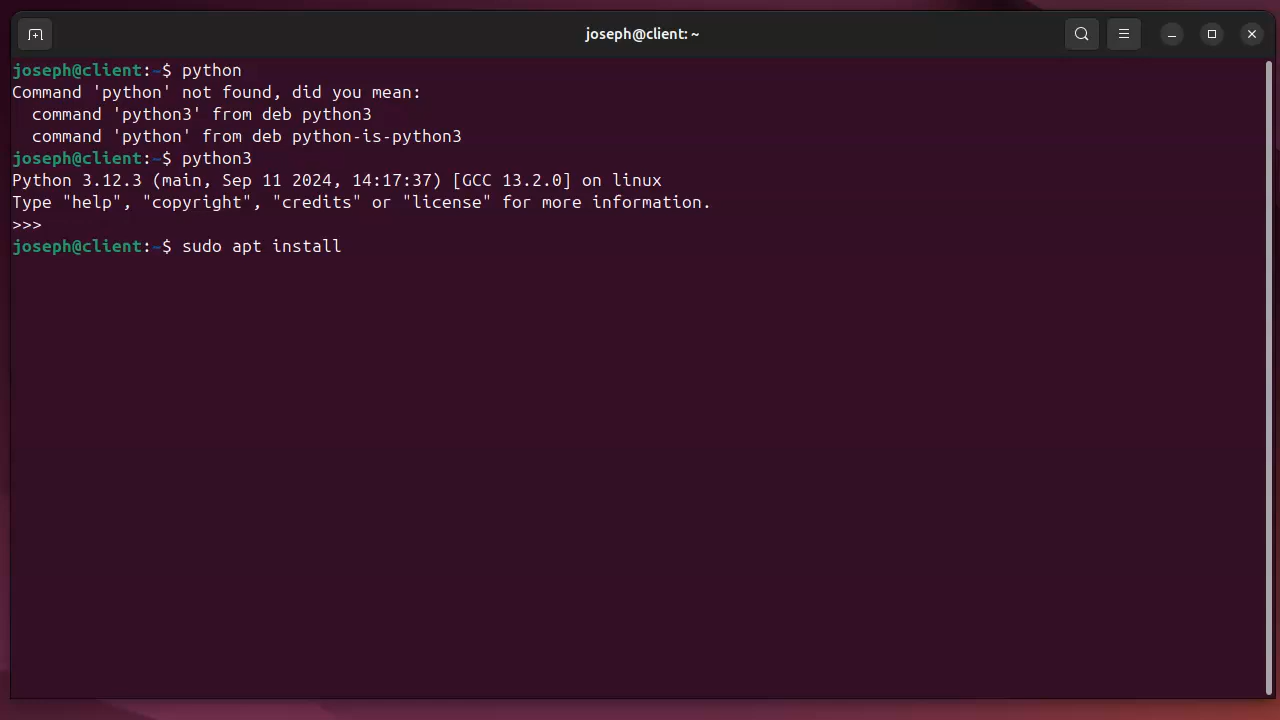 joseph@client: ~
joseph@client:~$ python
Command 'python' not found, did you mean:
  command 'python3' from deb python3
  command 'python' from deb python-is-python3
joseph@client:~$ python3
Python 3.12.3 (main, Sep 11 2024, 14:17:37) [GCC 13.2.0] on linux
Type "help", "copyright", "credits" or "license" for more information.
>>>
joseph@client:~$ sudo apt install